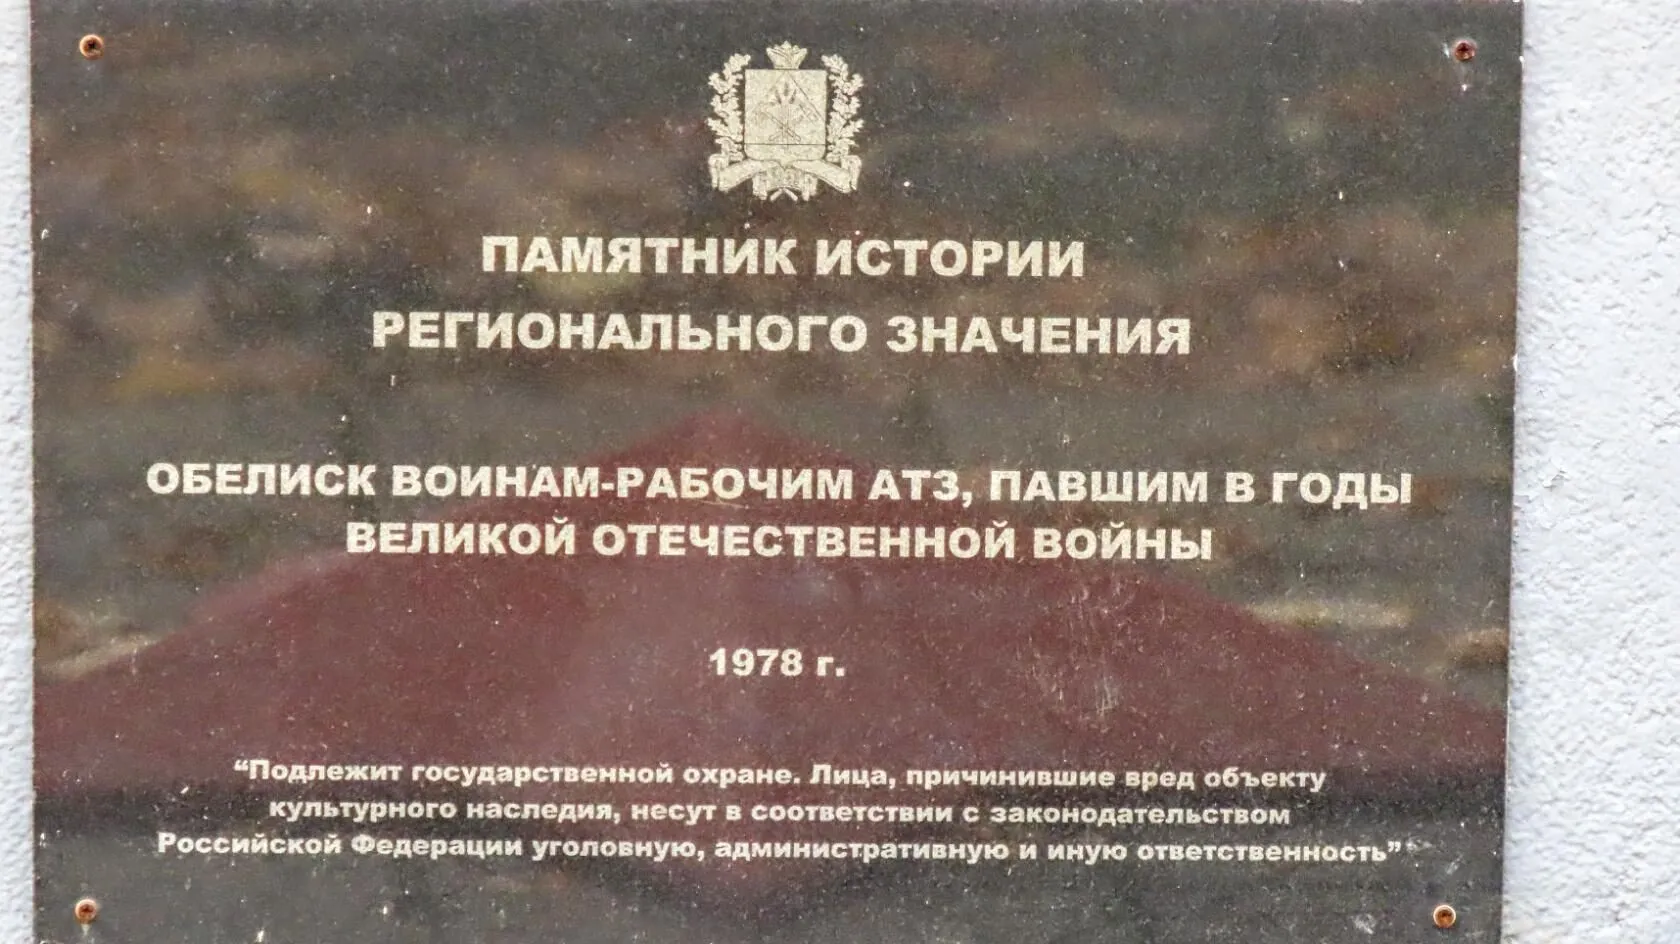 ПАМЯТНИК ИСТОРИИ
РЕГИОНАЛЬНОГО ЗНАЧЕНИЯ
ОБЕЛИСК ВОИНАМ-РАБОЧИМ АТЗ, ПАВШИМ В ГОДЫ
ВЕЛИКОЙ ОТЕЧЕСТВЕННОЙ ВОЙНЫ
1978 г.
“Подлежит государственной охране. Лица, причинившие вред объекту
культурного наследия, несут в соответствии с законодательством
Российской Федерации уголовную, административную и иную ответственность”